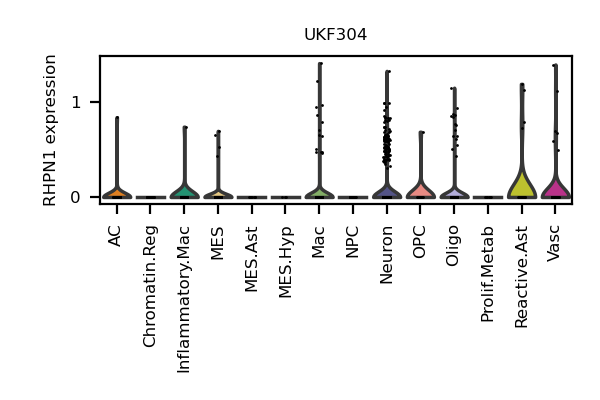 UKF304
RHPN1 expression
1
0
AC
Chromatin.Reg
Inflammatory.Mac
MES
MES.Ast
MES.Hyp
Mac
NPC
Neuron
OPC
Oligo
Prolif.Metab
Reactive.Ast
Vasc